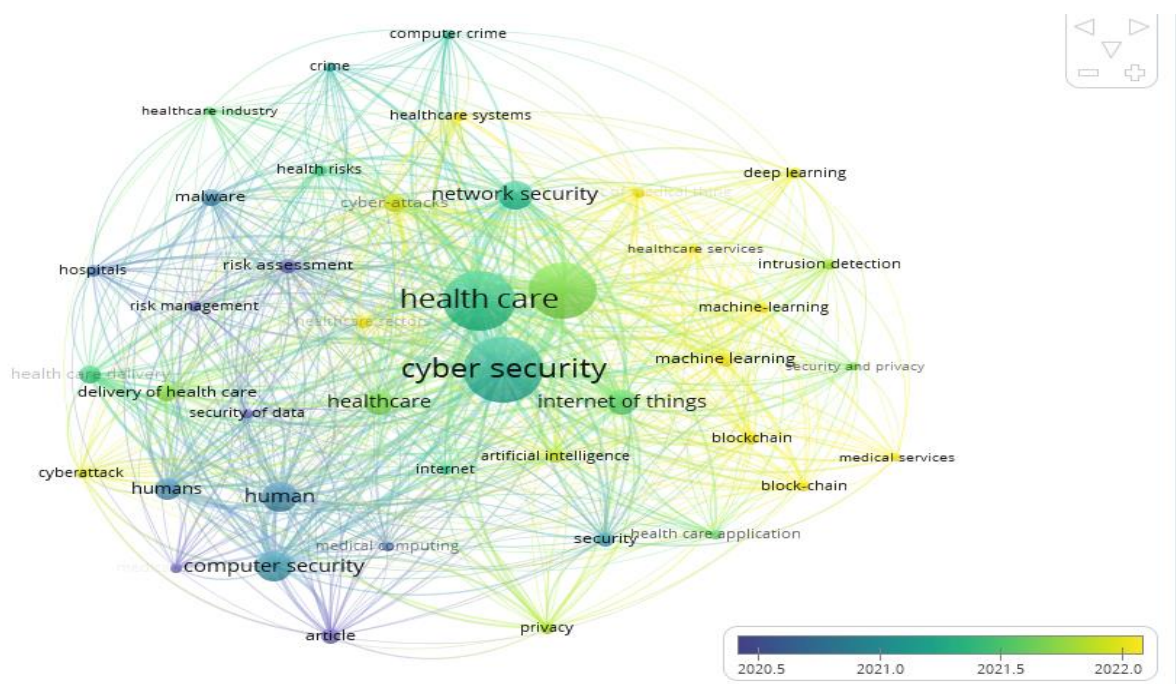 computer crime
crime
healthcare industry
healthcare systems
health risks
deep learning
malware
network security
cyber-attacks
healthcare services
hospitals
risk assessment
intrusion detection
health care
risk management
machine-learning
healthcare sectors
cyber security
machine learning
security and privacy
health care delivery
delivery of health care
healthcare
internet of things
security of data
blockchain
artificial intelligence
medical services
cyberattack
internet
humans
human
block-chain
security
health care application
medical computing
computer security
privacy
article
2020.5 2021.0 2021.5 2022.0